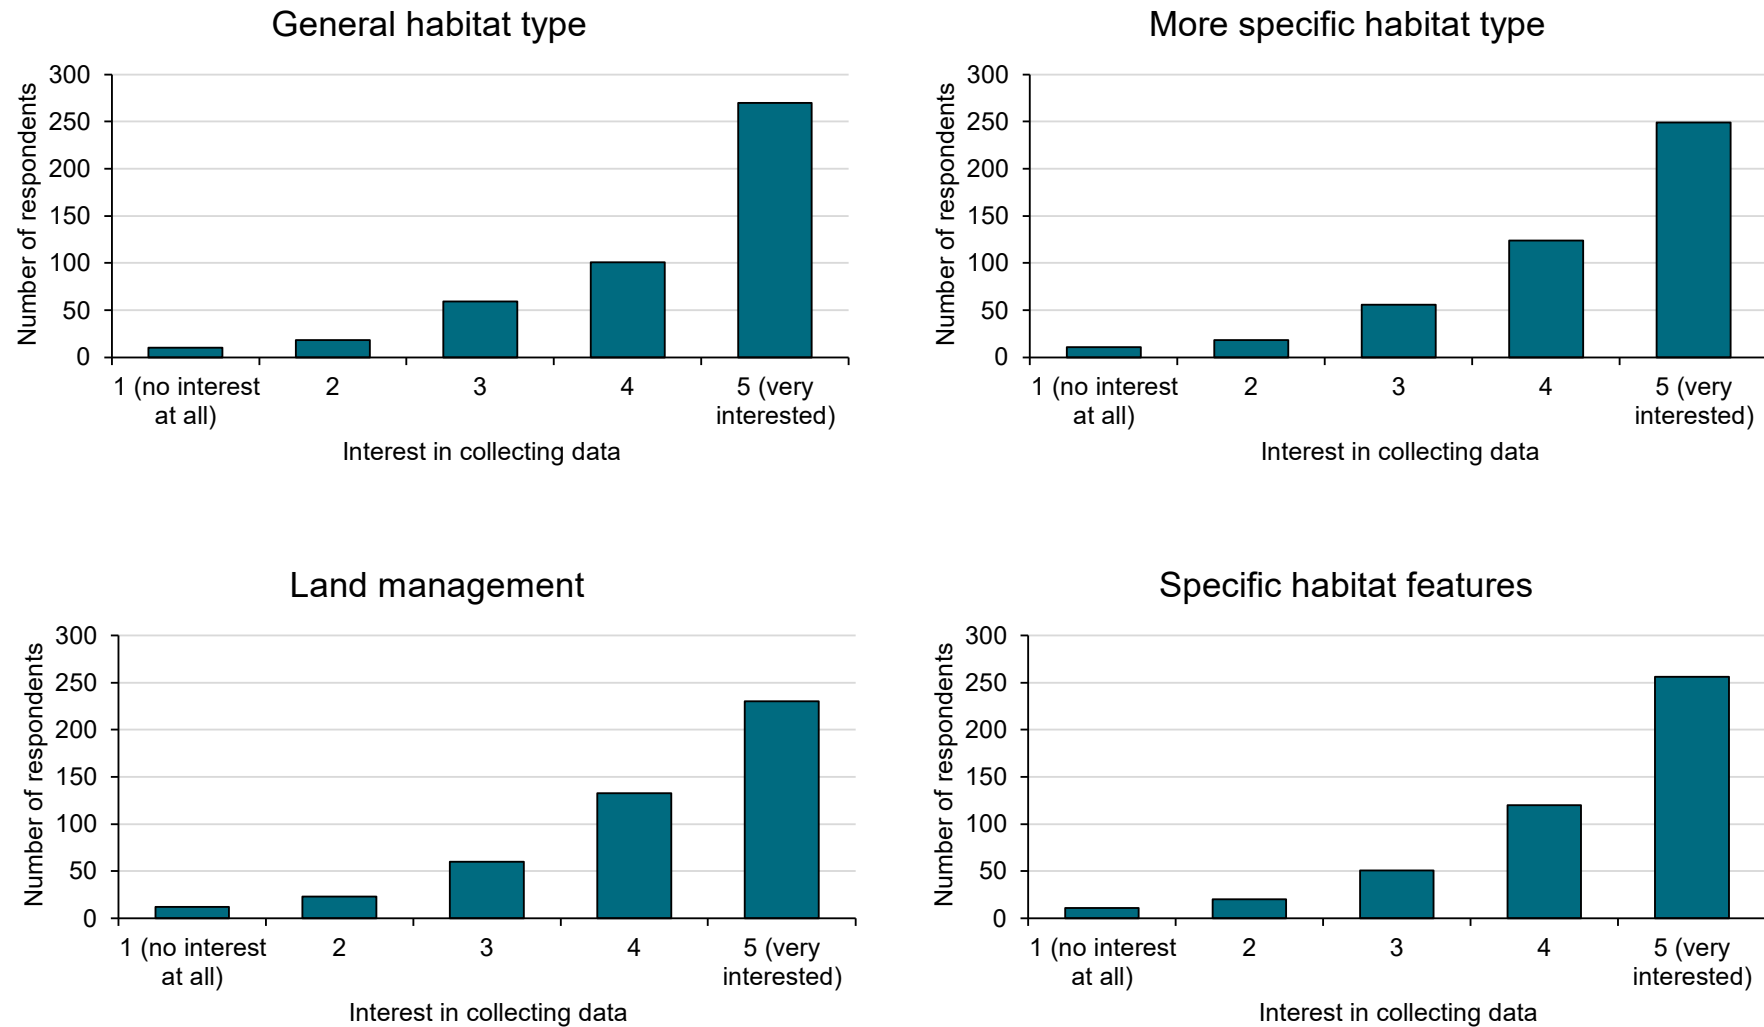 General habitat type
Number of respondents
300
250
200
150
100
50
0
1 (no interest
at all)
2
3
4
5 (very
interested)
Interest in collecting data
More specific habitat type
Number of respondents
300
250
200
150
100
50
0
1 (no interest
at all)
2
3
4
5 (very
interested)
Interest in collecting data
Land management
Number of respondents
300
250
200
150
100
50
0
1 (no interest
at all)
2
3
4
5 (very
interested)
Interest in collecting data
Specific habitat features
Number of respondents
300
250
200
150
100
50
0
1 (no interest
at all)
2
3
4
5 (very
interested)
Interest in collecting data